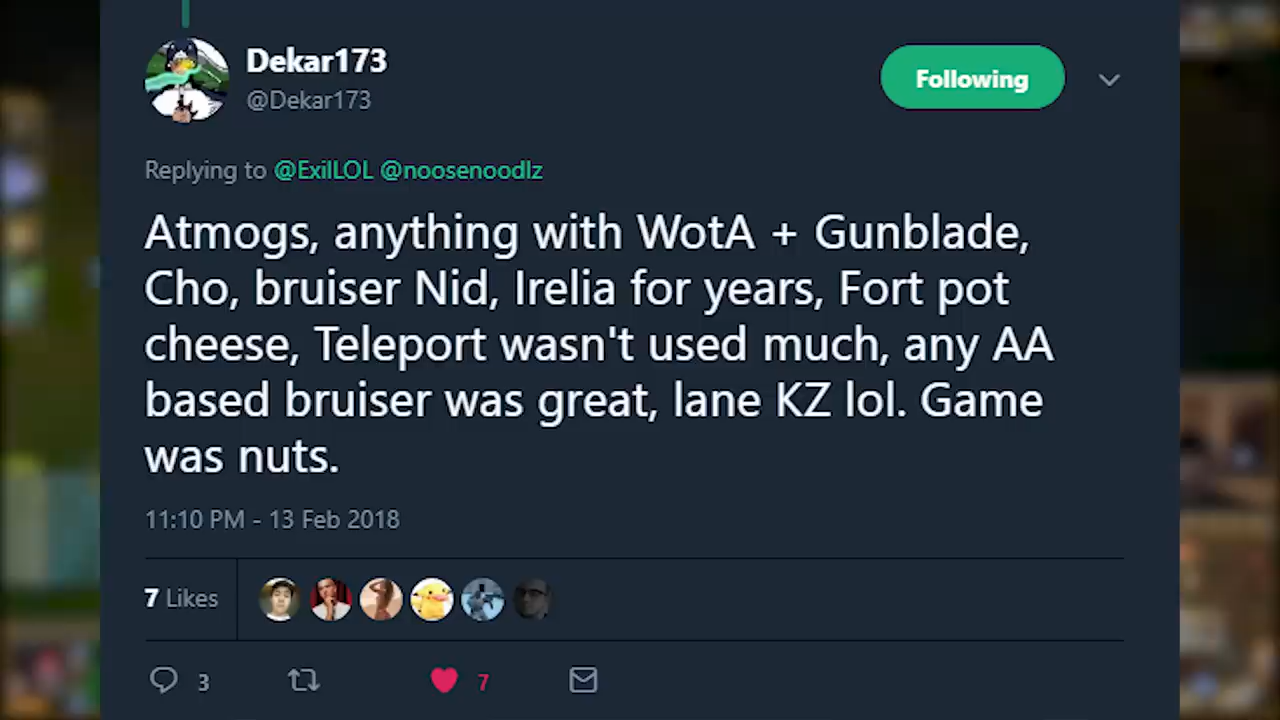 Dekar173
@Dekar173
Following
Replying to @ExilLOL @noosenoodlz
Atmogs, anything with WotA + Gunblade,
Cho, bruiser Nid, Irelia for years, Fort pot
cheese, Teleport wasn't used much, any AA
based bruiser was great, lane KZ lol. Game
was nuts.
11:10 PM - 13 Feb 2018
7 Likes
3
7